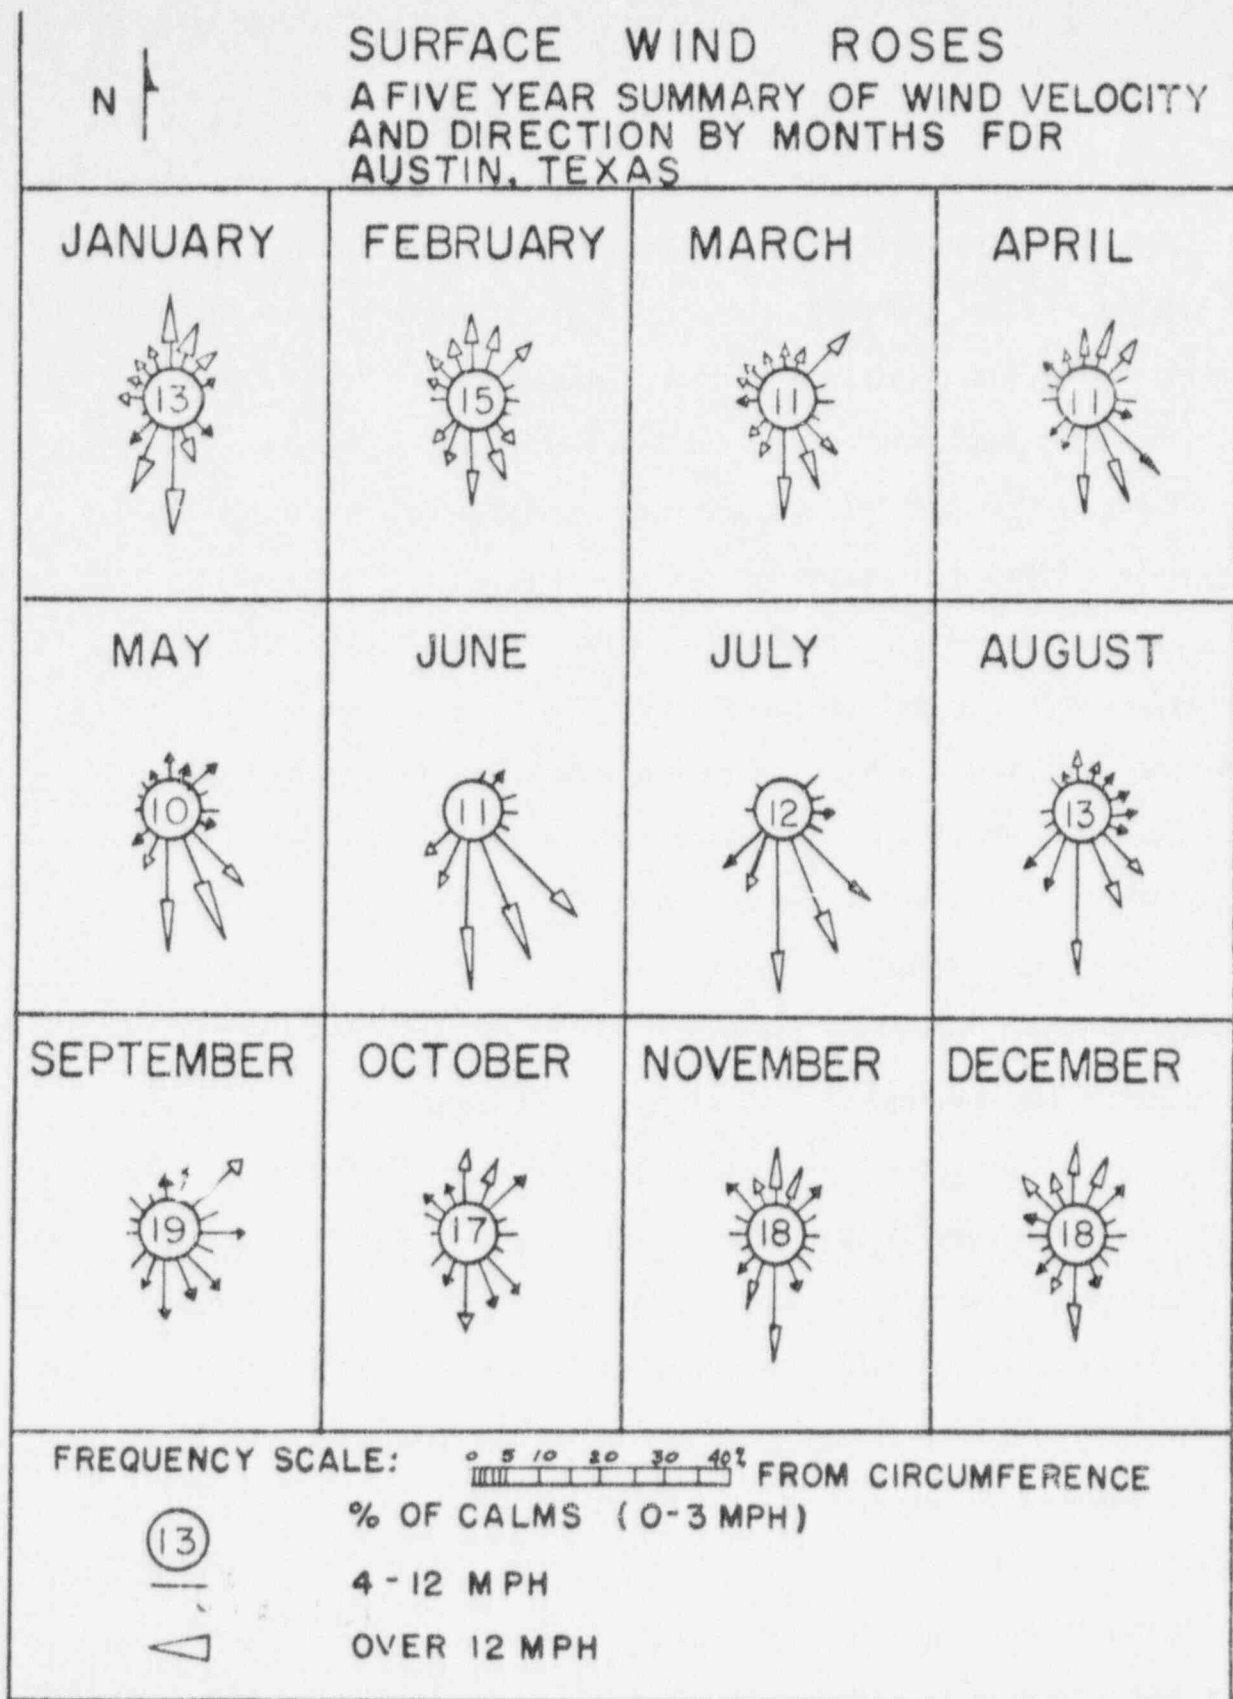 N
SURFACE WIND ROSES
A FIVE YEAR SUMMARY OF WIND VELOCITY
AND DIRECTION BY MONTHS FDR
AUSTIN, TEXAS
JANUARY FEBRUARY MARCH APRIL
13 15 11 11
MAY JUNE JULY AUGUST
10 11 12 13
SEPTEMBER OCTOBER NOVEMBER DECEMBER
19 17 18 18
FREQUENCY SCALE: 0 5 10 20 30 40% FROM CIRCUMFERENCE
13 % OF CALMS (0-3 MPH)
4-12 MPH
OVER 12 MPH